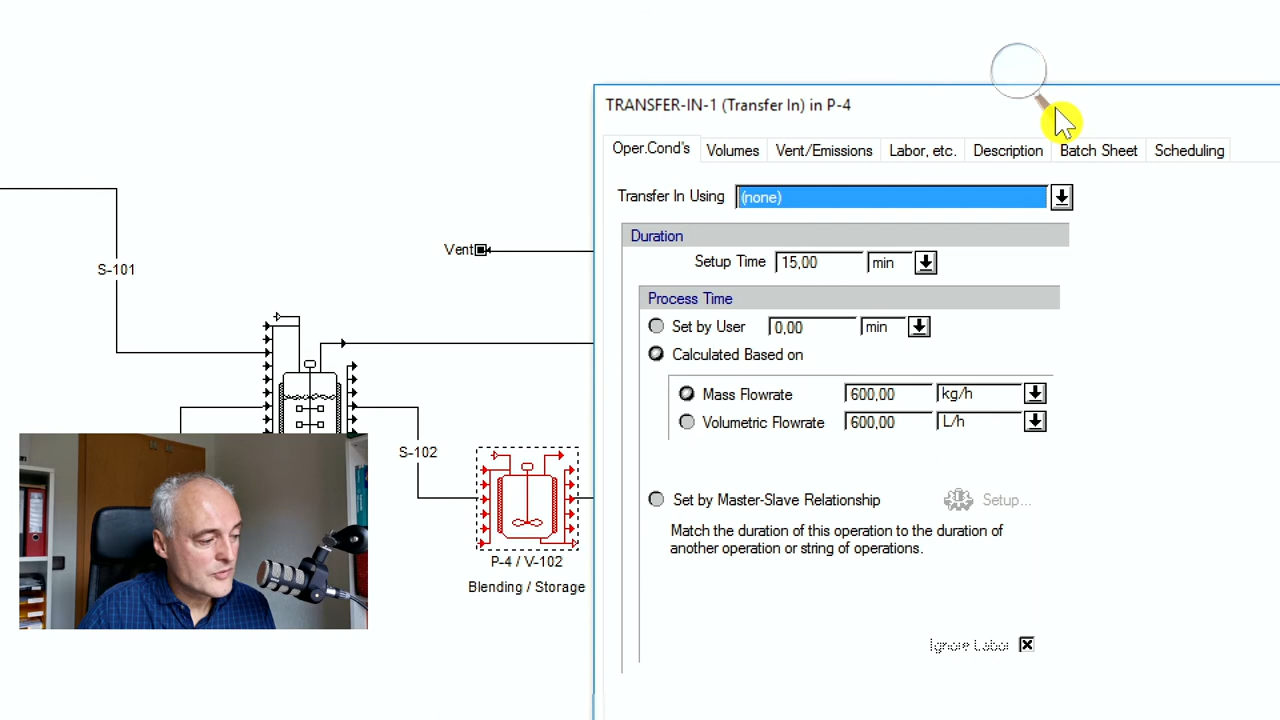 TRANSFER-IN-1 (Transfer In) in P-4
Oper.Cond's Volumes Vent/Emissions Labor, etc. Description Batch Sheet Scheduling
Transfer In Using (none)
Duration
Setup Time 15,00 min
Process Time
Set by User 0,00 min
Calculated Based on
Mass Flowrate 600,00 kg/h
Volumetric Flowrate 600,00 L/h
Set by Master-Slave Relationship Setup...
Match the duration of this operation to the duration of
another operation or string of operations.
Ignore Labor
S-101
Vent
S-102
P-4 / V-102
Blending / Storage